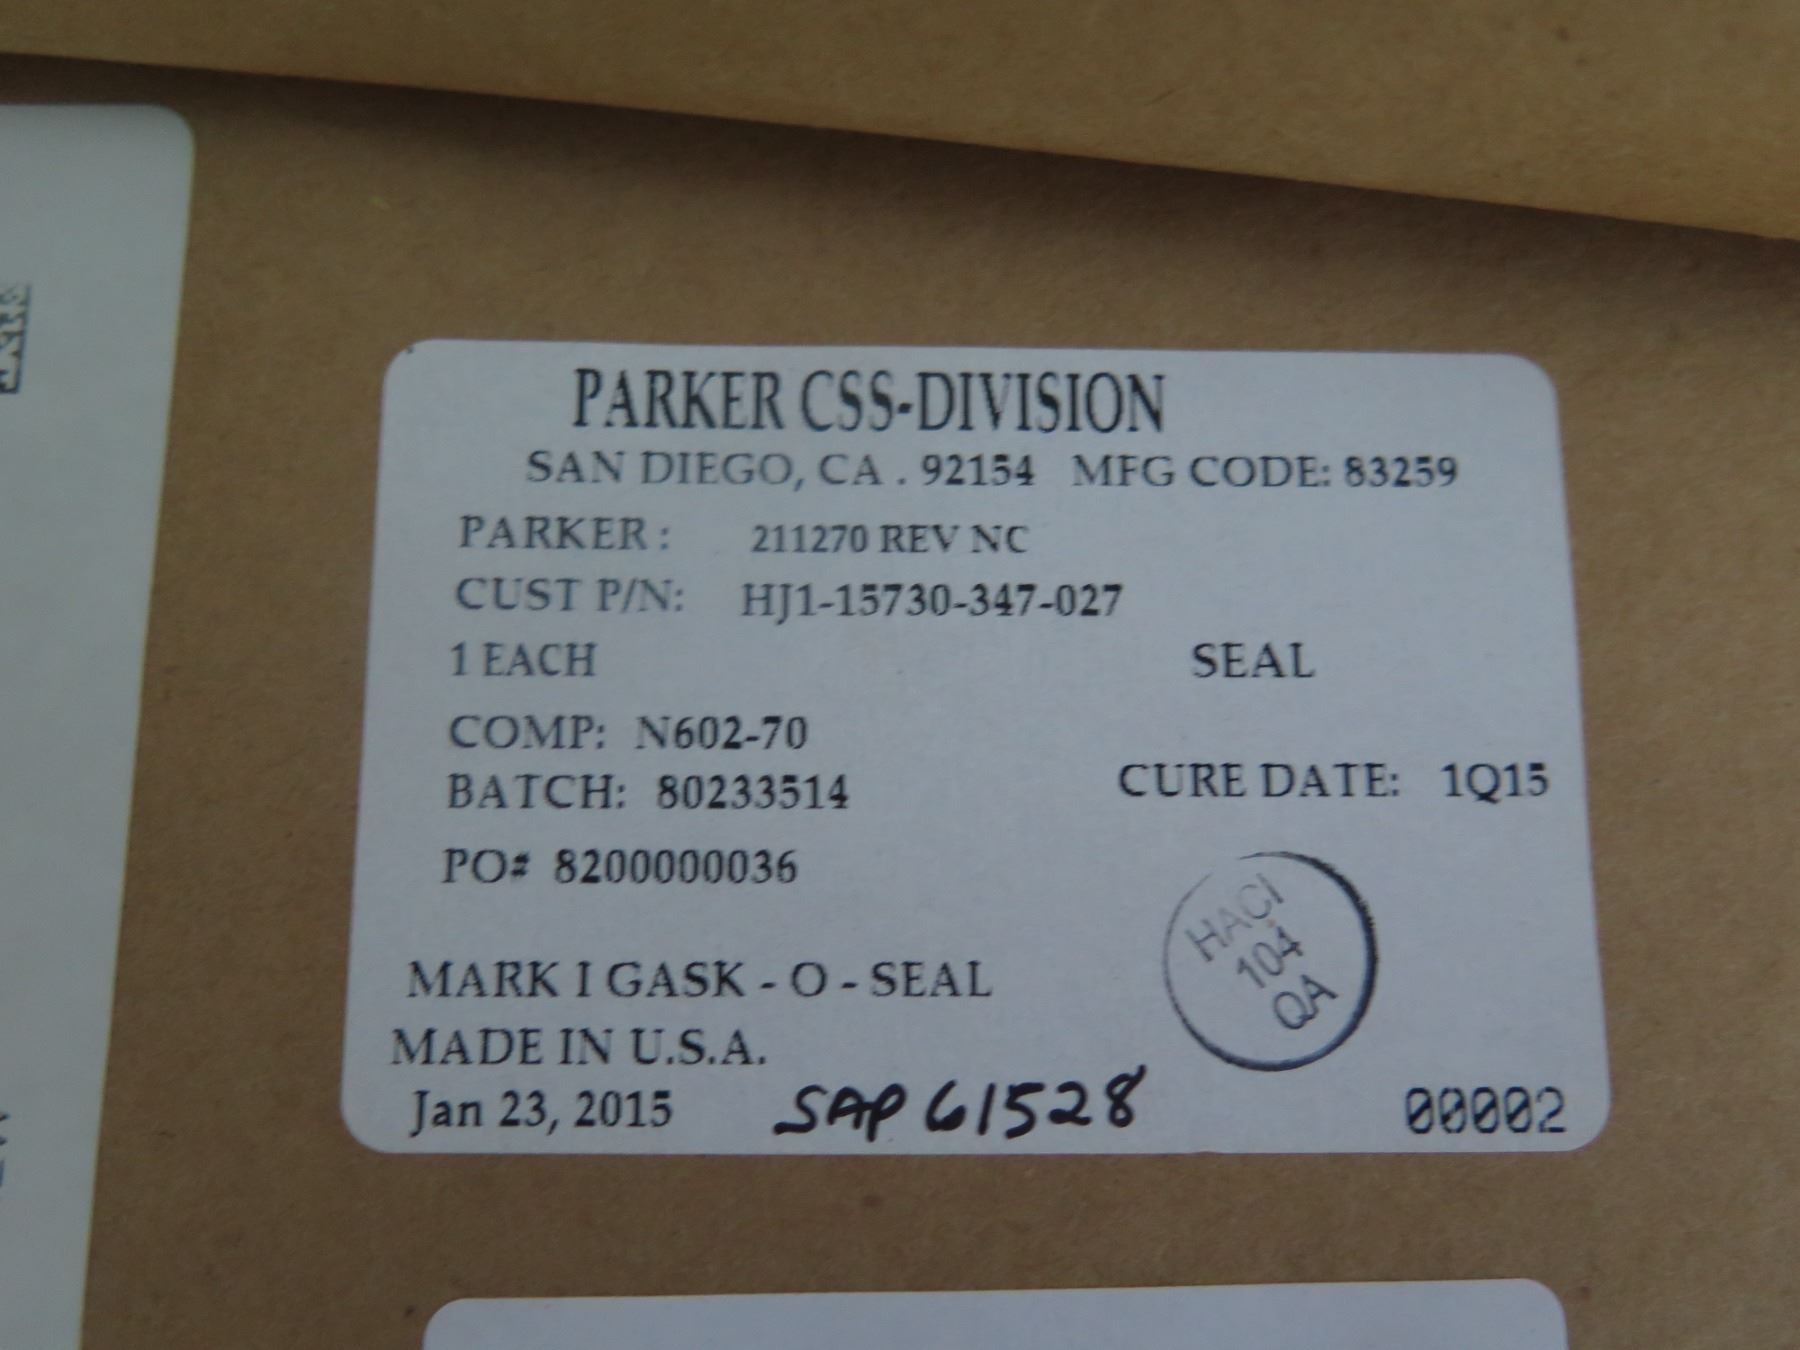 PARKER CSS-DIVISION
SAN DIEGO, CA . 92154 MFG CODE: 83259
PARKER: 211270 REV NC
CUST P/N: HJ1-15730-347-027
1 EACH SEAL
COMP: N602-70
BATCH: 80233514 CURE DATE: 1Q15
PO# 8200000036
HACI
104
QA
MARK I GASK - O - SEAL
MADE IN U.S.A.
Jan 23, 2015 SAP 61528 00002